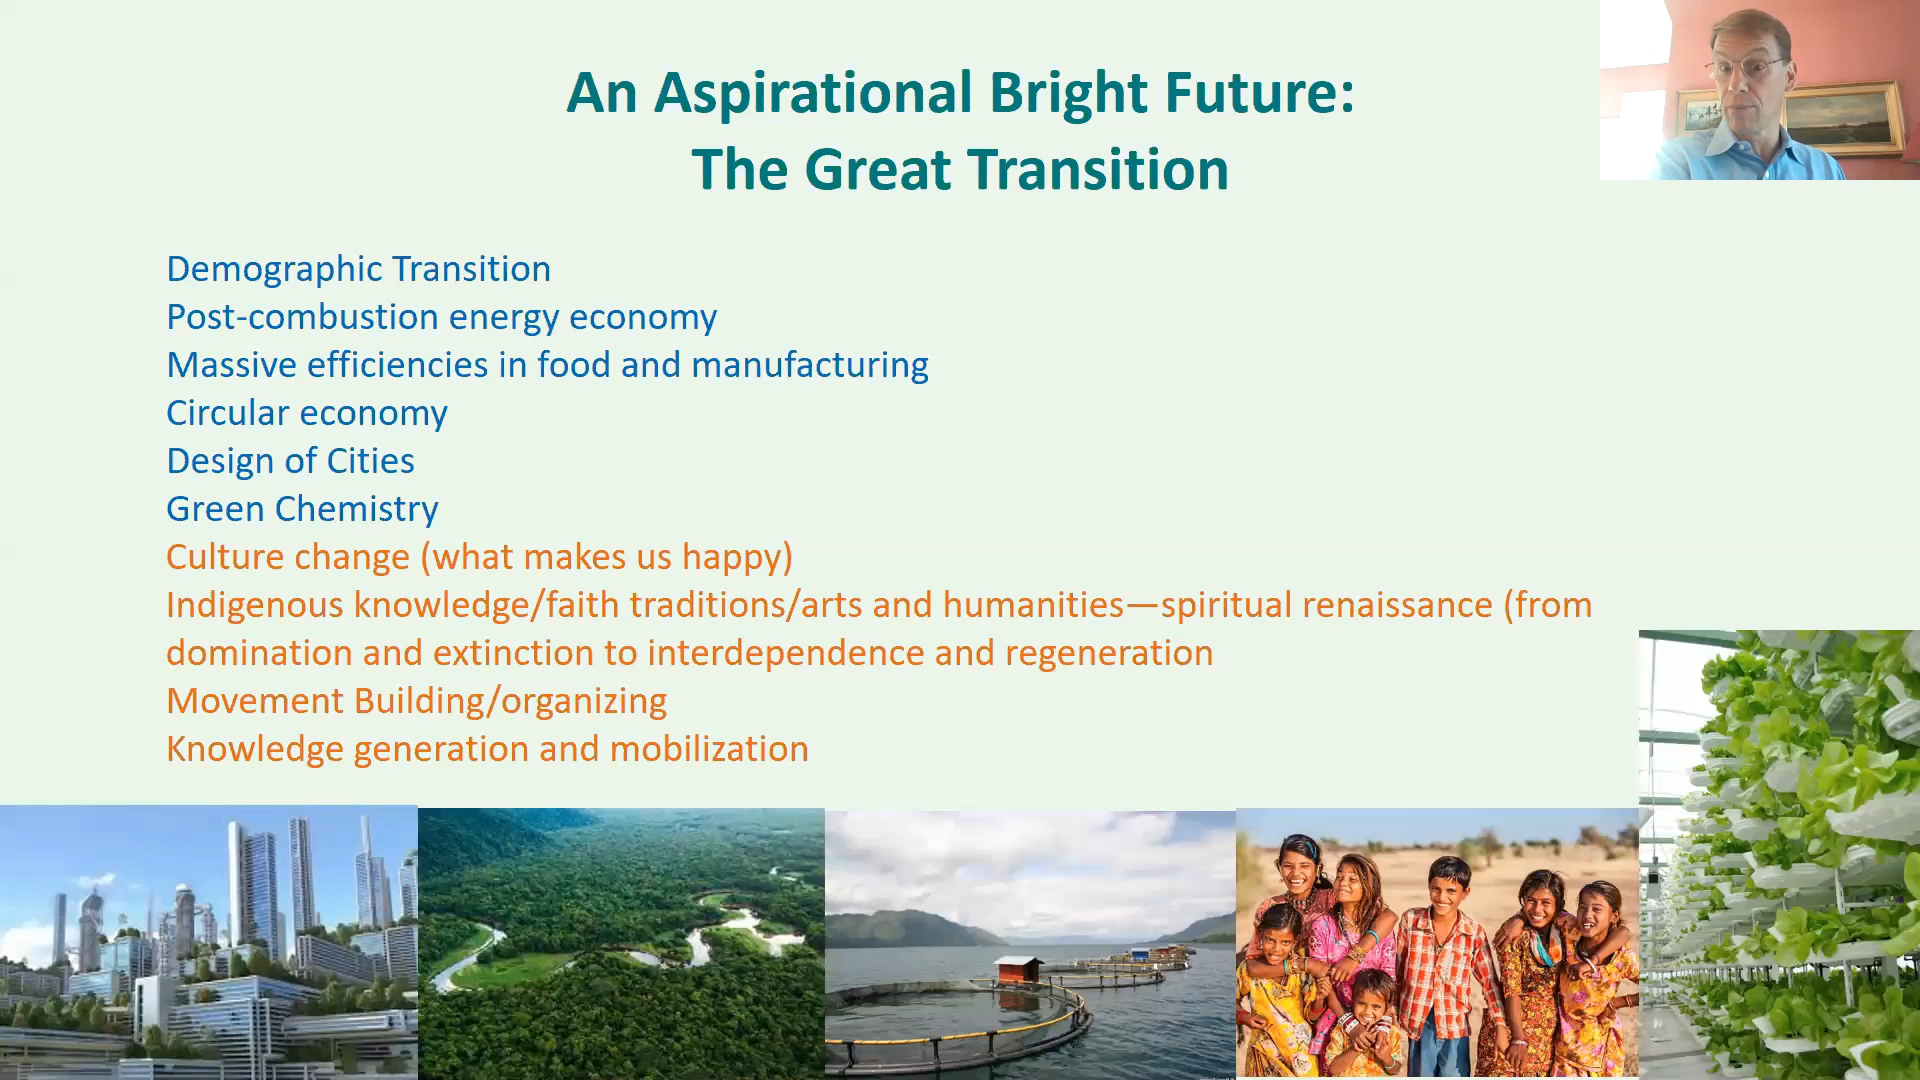 An Aspirational Bright Future:
The Great Transition
Demographic Transition
Post-combustion energy economy
Massive efficiencies in food and manufacturing
Circular economy
Design of Cities
Green Chemistry
Culture change (what makes us happy)
Indigenous knowledge/faith traditions/arts and humanities—spiritual renaissance (from
domination and extinction to interdependence and regeneration
Movement Building/organizing
Knowledge generation and mobilization